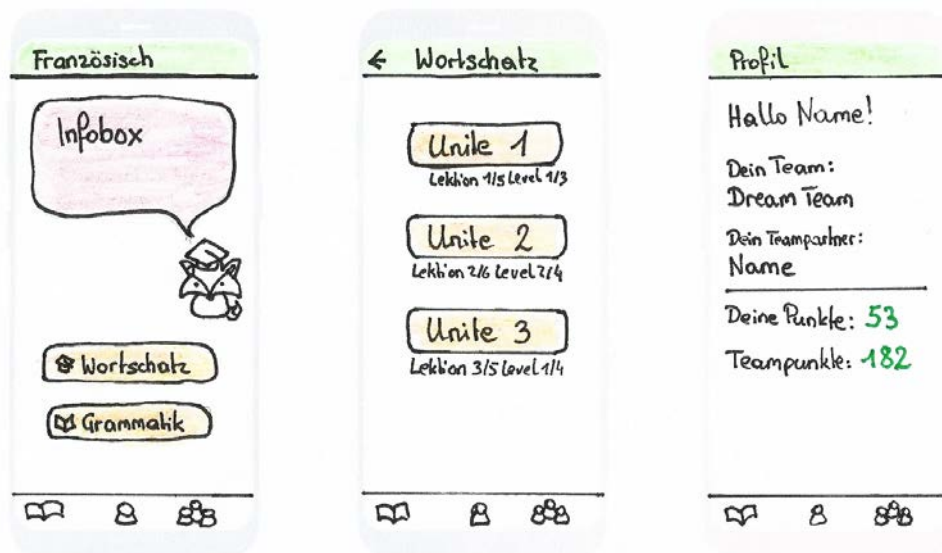 Französisch
Infobox
Wortschatz
Grammatik
Wortschatz
Unite 1
Lektion 1/5 Level 1/3
Unite 2
Lektion 2/6 Level 2/4
Unite 3
Lektion 3/5 Level 1/4
Profil
Hallo Name!
Dein Team:
Dream Team
Dein Teampartner:
Name
Deine Punkte: 53
Teampunkte: 182